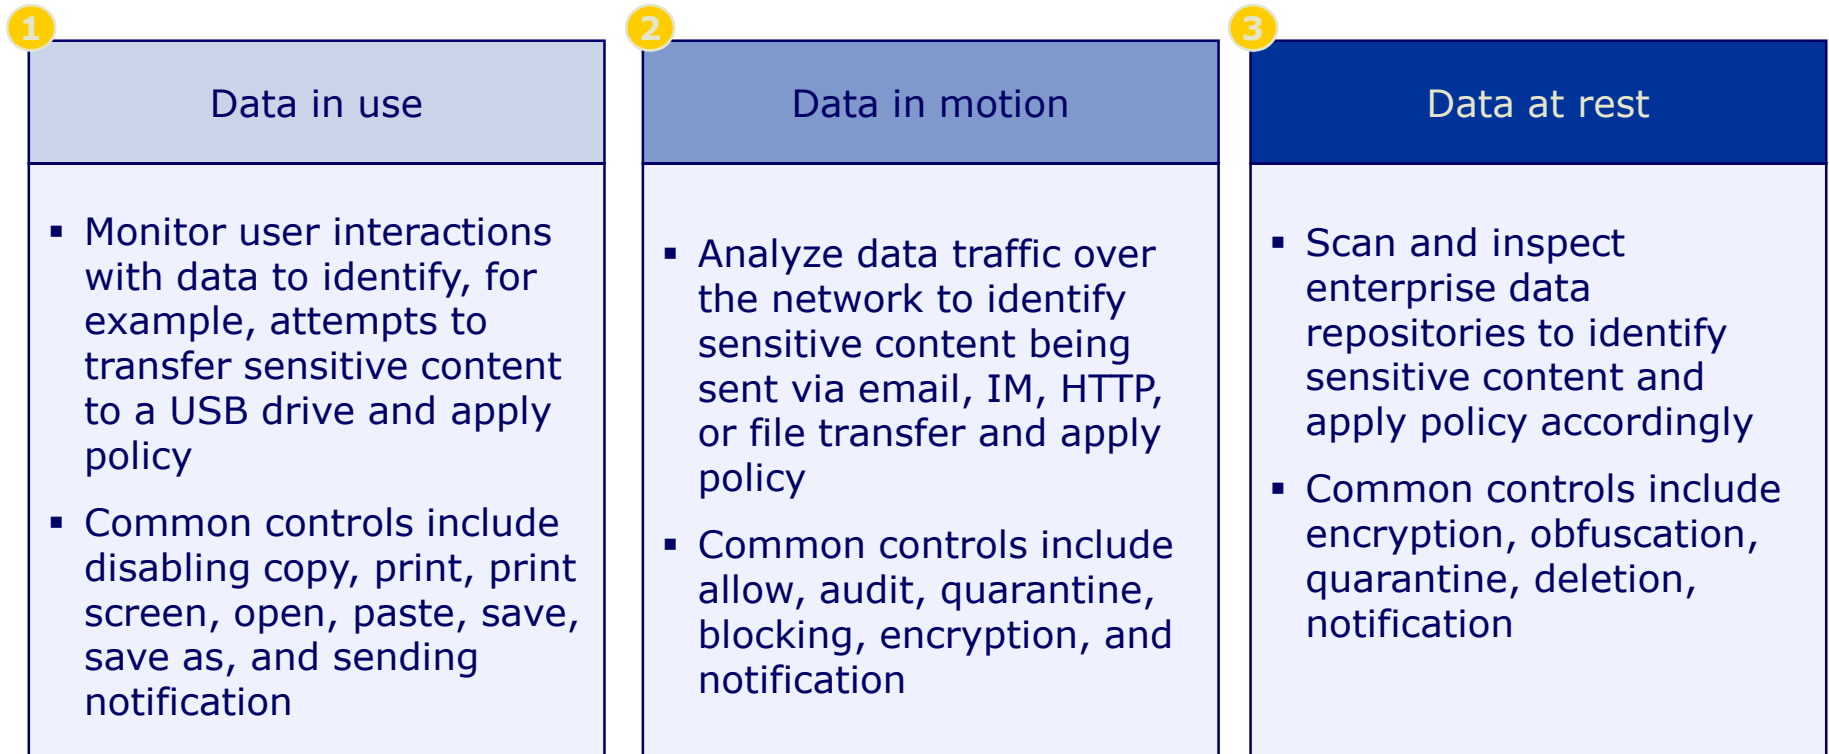 1
Data in use
▪ Monitor user interactions
with data to identify, for
example, attempts to
transfer sensitive content
to a USB drive and apply
policy
▪ Common controls include
disabling copy, print, print
screen, open, paste, save,
save as, and sending
notification
2
Data in motion
▪ Analyze data traffic over
the network to identify
sensitive content being
sent via email, IM, HTTP,
or file transfer and apply
policy
▪ Common controls include
allow, audit, quarantine,
blocking, encryption, and
notification
3
Data at rest
▪ Scan and inspect
enterprise data
repositories to identify
sensitive content and
apply policy accordingly
▪ Common controls include
encryption, obfuscation,
quarantine, deletion,
notification